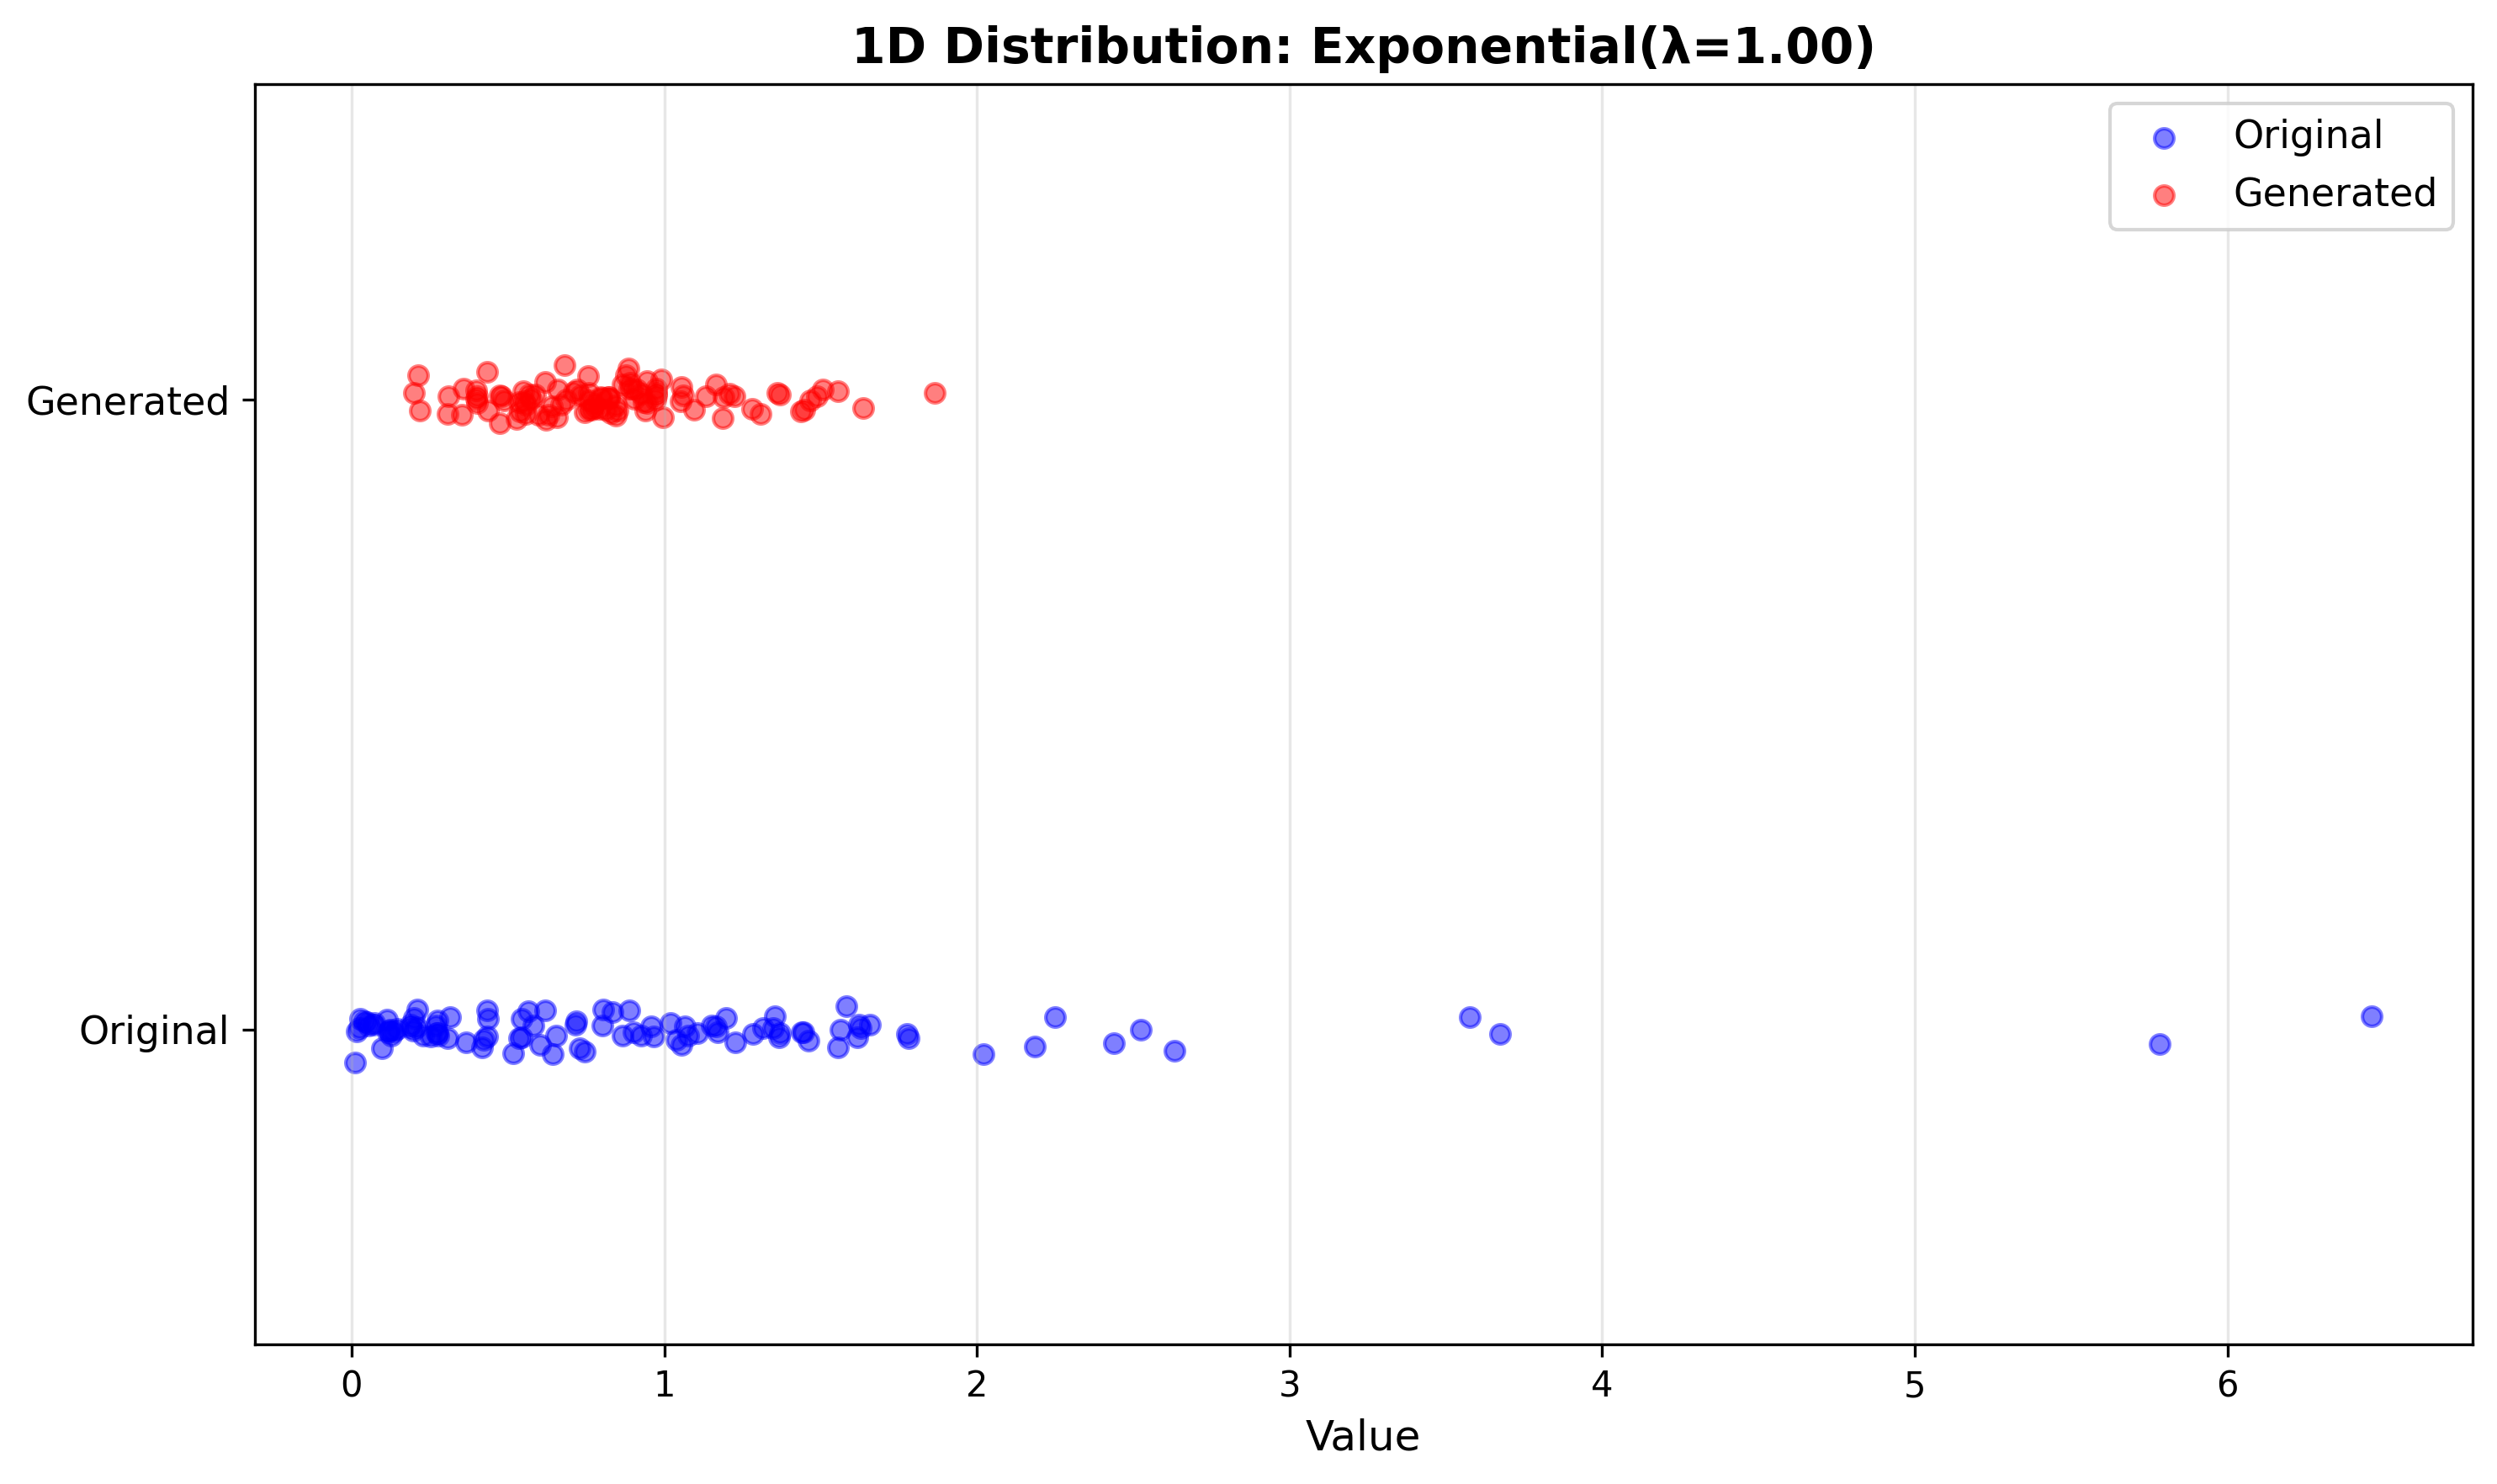 1D Distribution: Exponential(λ=1.00)
Original
Generated
Generated
Original
0 1 2 3 4 5 6
Value